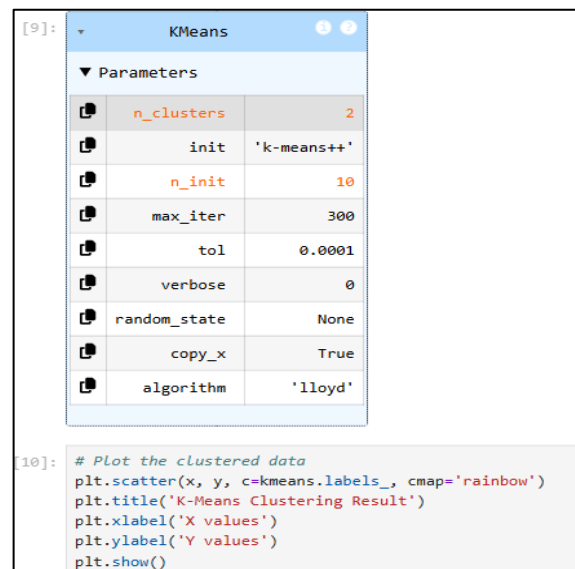 [9]:
KMeans
i ?
▼ Parameters
n_clusters 2
init 'k-means++'
n_init 10
max_iter 300
tol 0.0001
verbose 0
random_state None
copy_x True
algorithm 'lloyd'
[10]:
# Plot the clustered data
plt.scatter(x, y, c=kmeans.labels_, cmap='rainbow')
plt.title('K-Means Clustering Result')
plt.xlabel('X values')
plt.ylabel('Y values')
plt.show()